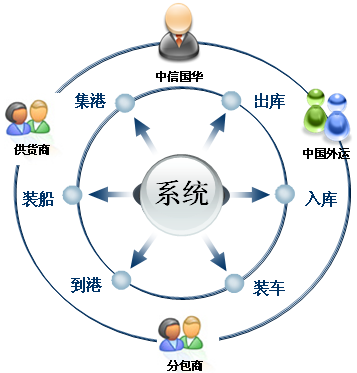 中信国华
集港
出库
供货商
中国外运
装船
系统
入库
到港
装车
分包商